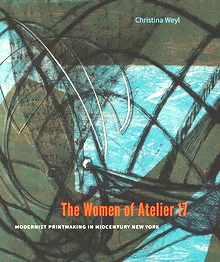 Christina Weyl
The Women of Atelier 17
MODERNIST PRINTMAKING IN MIDCENTURY NEW YORK